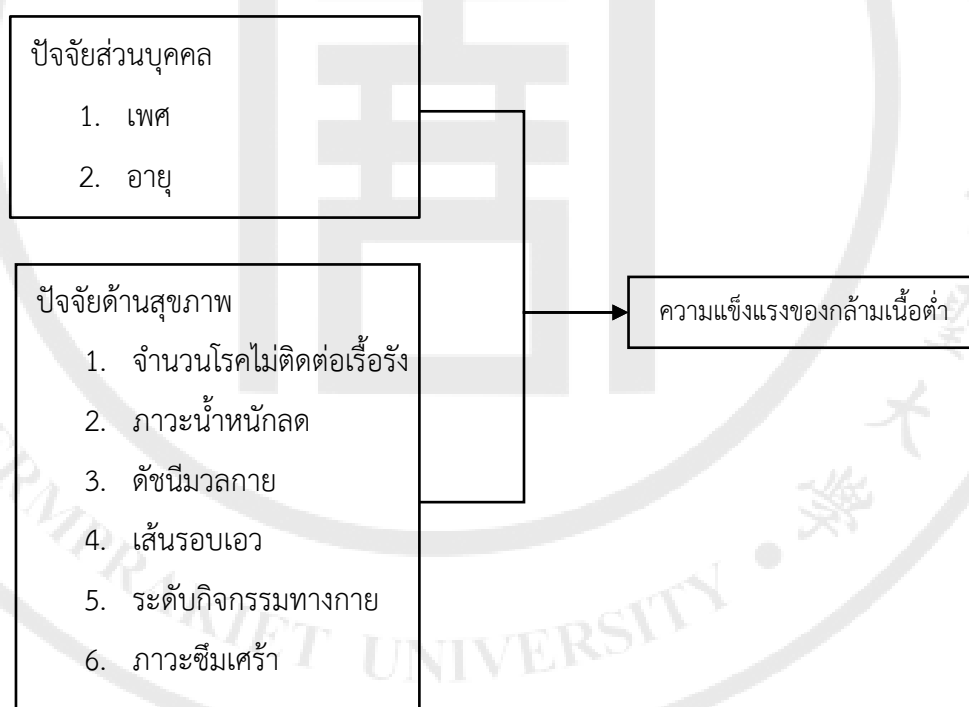 ปัจจัยส่วนบุคคล
1. เพศ
2. อายุ
ปัจจัยด้านสุขภาพ
1. จำนวนโรคไม่ติดต่อเรื้อรัง
2. ภาวะน้ำหนักลด
3. ดัชนีมวลกาย
4. เส้นรอบเอว
5. ระดับกิจกรรมทางกาย
6. ภาวะซึมเศร้า
ความแข็งแรงของกล้ามเนื้อต่ำ
UNIVERSITY